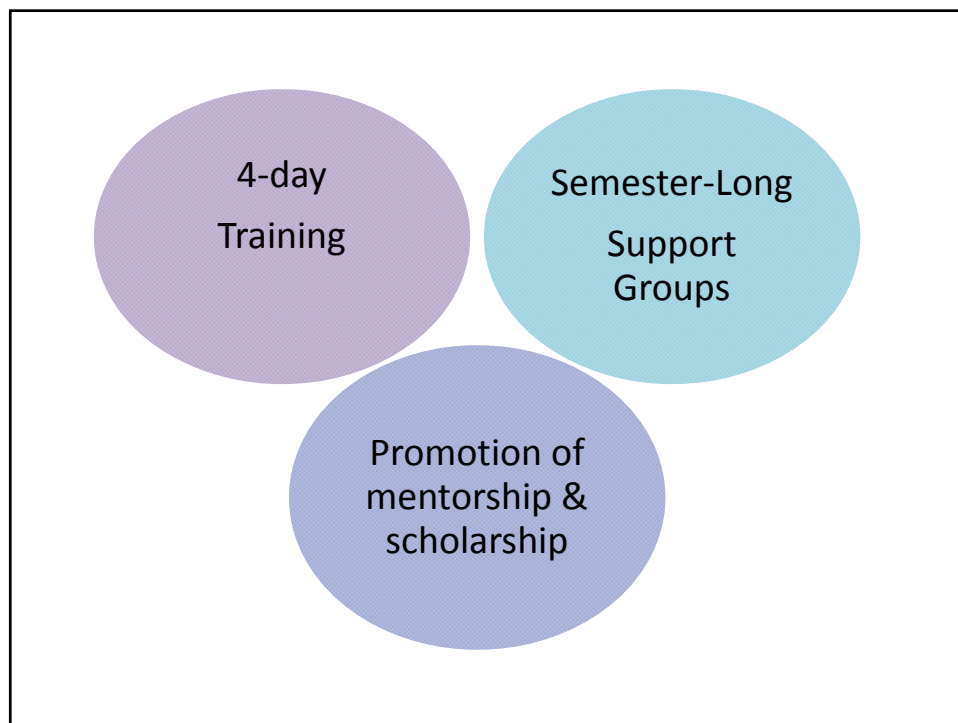 4-day
Training
Semester-Long
Support
Groups
Promotion of
mentorship &
scholarship